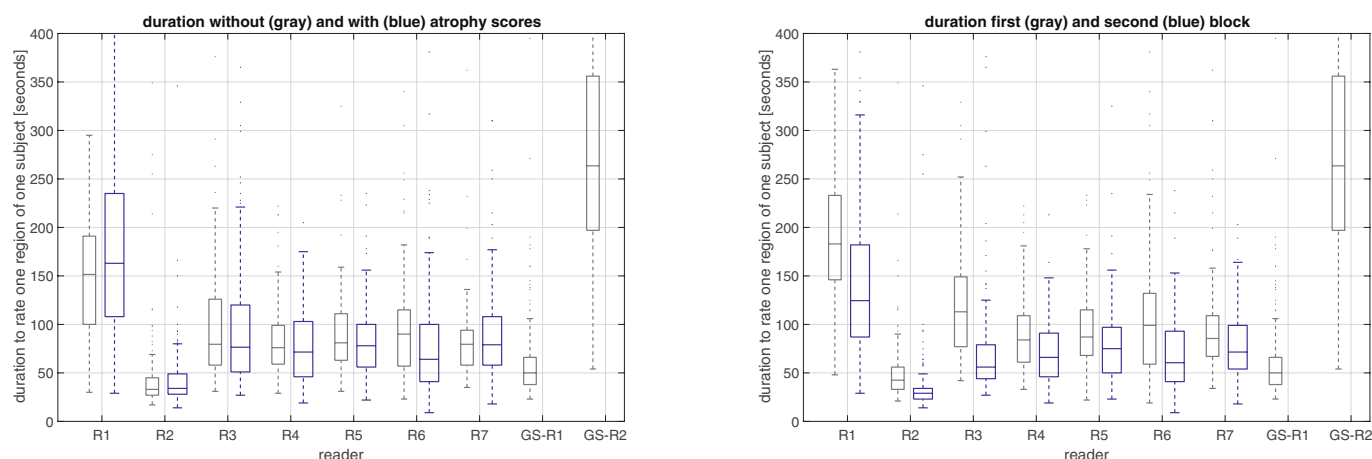 duration without (gray) and with (blue) atrophy scores
duration to rate one region of one subject [seconds]
400
350
300
250
200
150
100
50
0
R1 R2 R3 R4 R5 R6 R7 GS-R1 GS-R2
reader
duration first (gray) and second (blue) block
duration to rate one region of one subject [seconds]
400
350
300
250
200
150
100
50
0
R1 R2 R3 R4 R5 R6 R7 GS-R1 GS-R2
reader